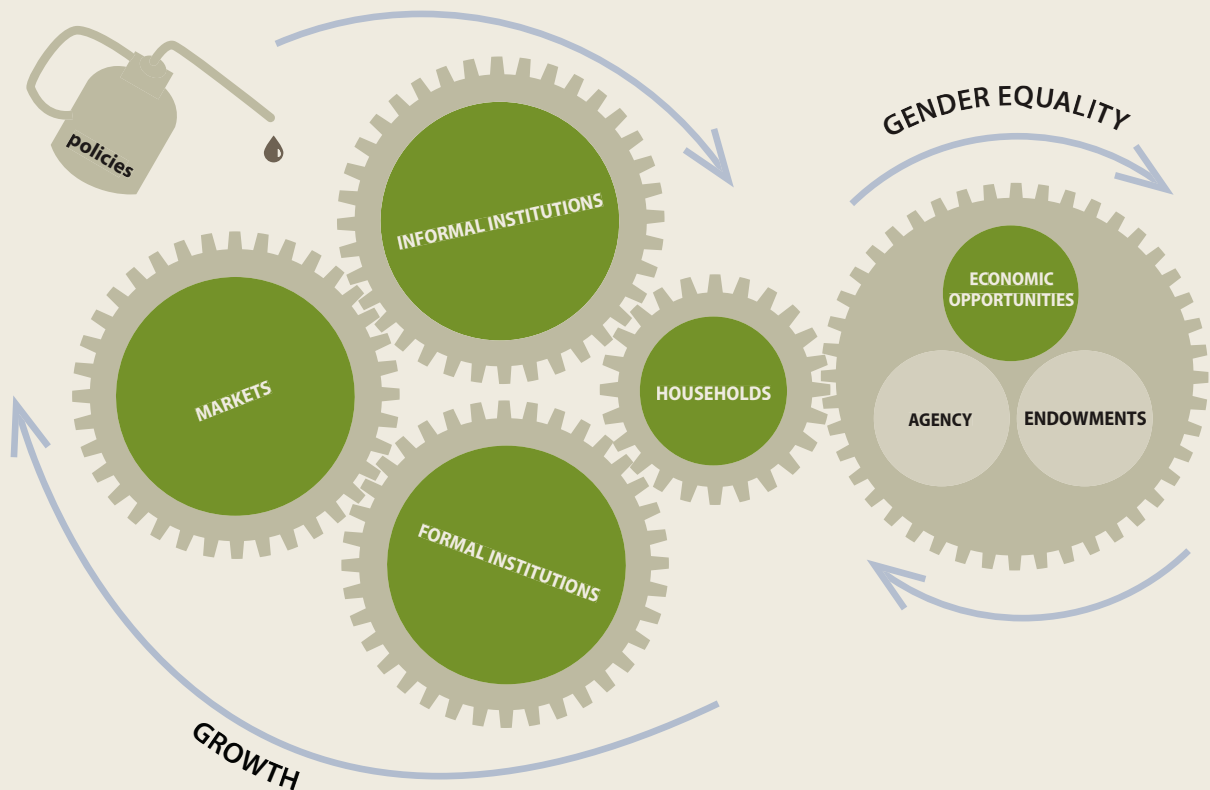 policies
INFORMAL INSTITUTIONS
MARKETS
FORMAL INSTITUTIONS
HOUSEHOLDS
GROWTH
GENDER EQUALITY
ECONOMIC
OPPORTUNITIES
AGENCY
ENDOWMENTS